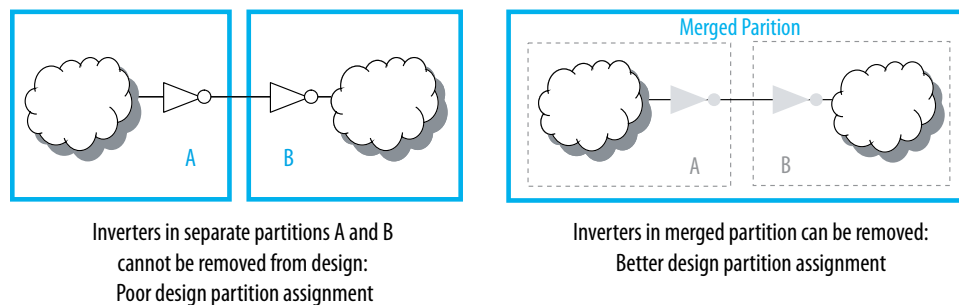 A
B
Inverters in separate partitions A and B
cannot be removed from design:
Poor design partition assignment
Merged Parition
A
B
Inverters in merged partition can be removed:
Better design partition assignment